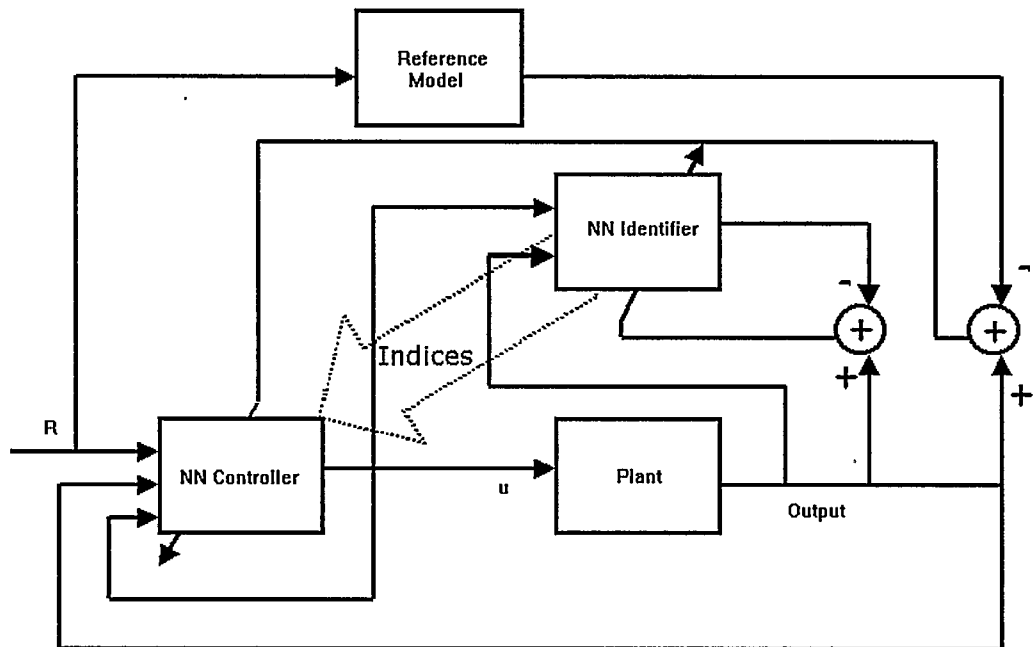 Reference
Model
NN Identifier
-
-
+
+
Indices
+
+
R
NN Controller
u
Plant
Output